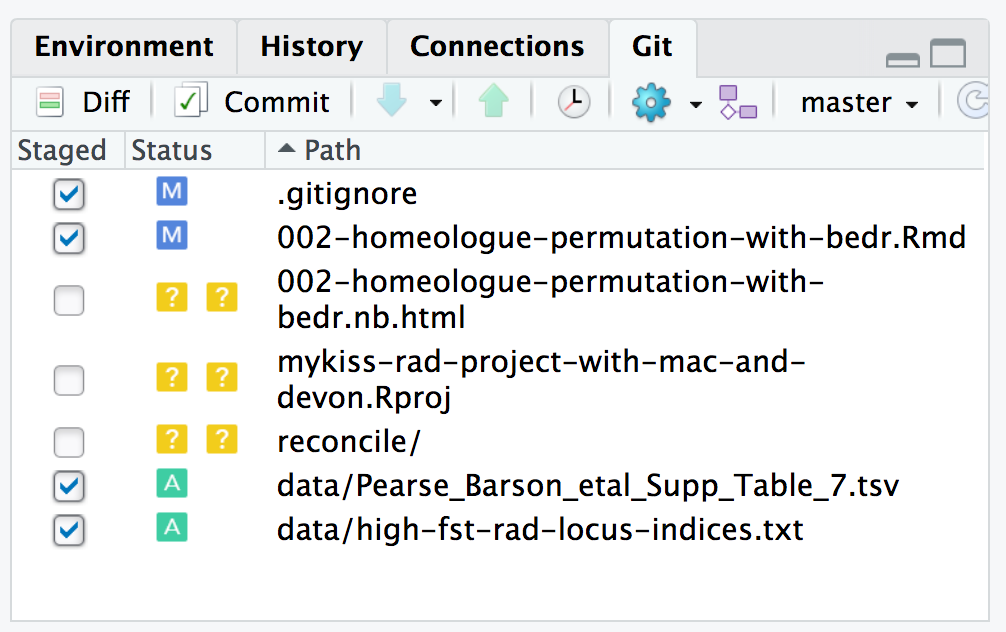 Environment History Connections Git
Diff Commit master
Staged Status Path
M .gitignore
M 002-homeologue-permutation-with-bedr.Rmd
? ? 002-homeologue-permutation-with-
bedr.nb.html
? ? mykiss-rad-project-with-mac-and-
devon.Rproj
? ? reconcile/
A data/Pearse_Barson_etal_Supp_Table_7.tsv
A data/high-fst-rad-locus-indices.txt